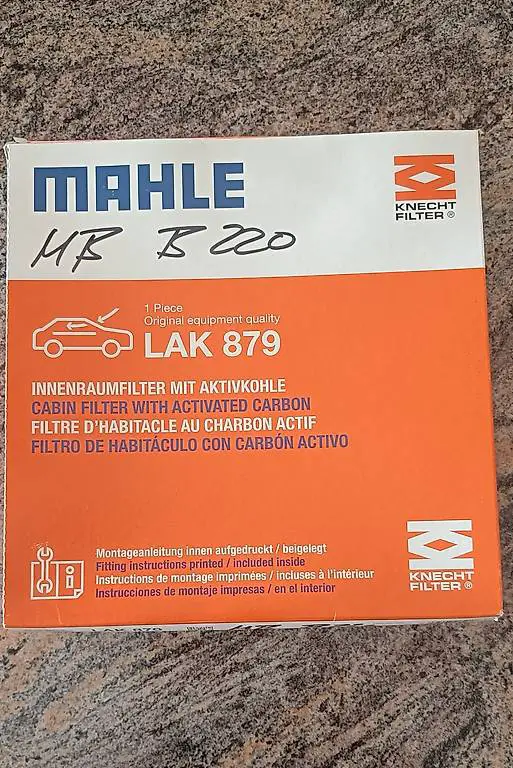 MAHLE
KNECHT
FILTER®
MB B220
1 Piece
Original equipment quality
LAK 879
INNENRAUMFILTER MIT AKTIVKOHLE
CABIN FILTER WITH ACTIVATED CARBON
FILTRE D'HABITACLE AU CHARBON ACTIF
FILTRO DE HABITÁCULO CON CARBÓN ACTIVO
Montageanleitung innen aufgedruckt / beigelegt
Fitting instructions printed / included inside
Instructions de montage imprimées / incluses à l'intérieur
Instrucciones de montaje impresas / en el interior
KNECHT
FILTER®